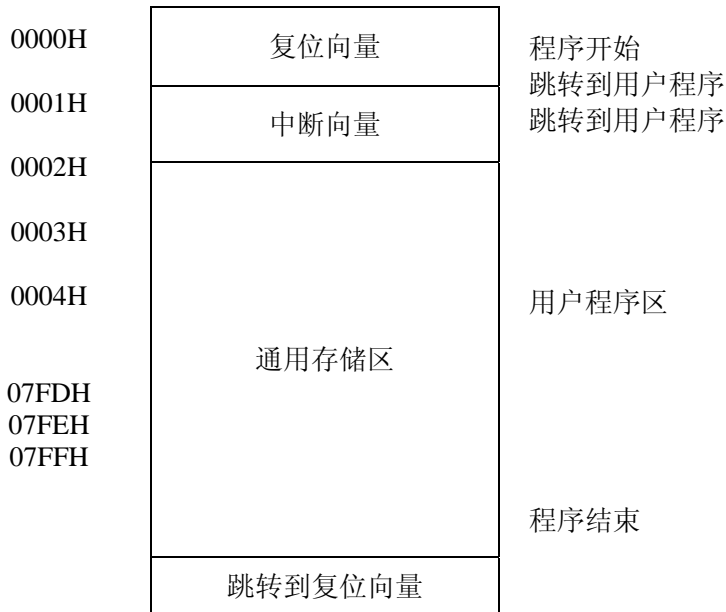 0000H
复位向量
程序开始
跳转到用户程序
0001H
中断向量
跳转到用户程序
0002H
0003H
0004H
用户程序区
通用存储区
07FDH
07FEH
07FFH
程序结束
跳转到复位向量